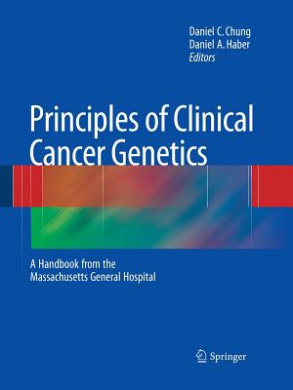 Daniel C. Chung
Daniel A. Haber
Editors
Principles of Clinical
Cancer Genetics
A Handbook from the
Massachusetts General Hospital
Springer